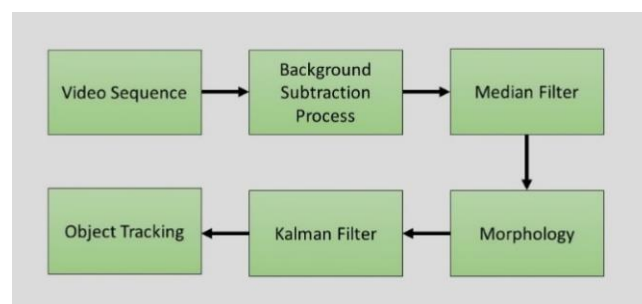 Video Sequence
Background
Subtraction
Process
Median Filter
Object Tracking
Kalman Filter
Morphology